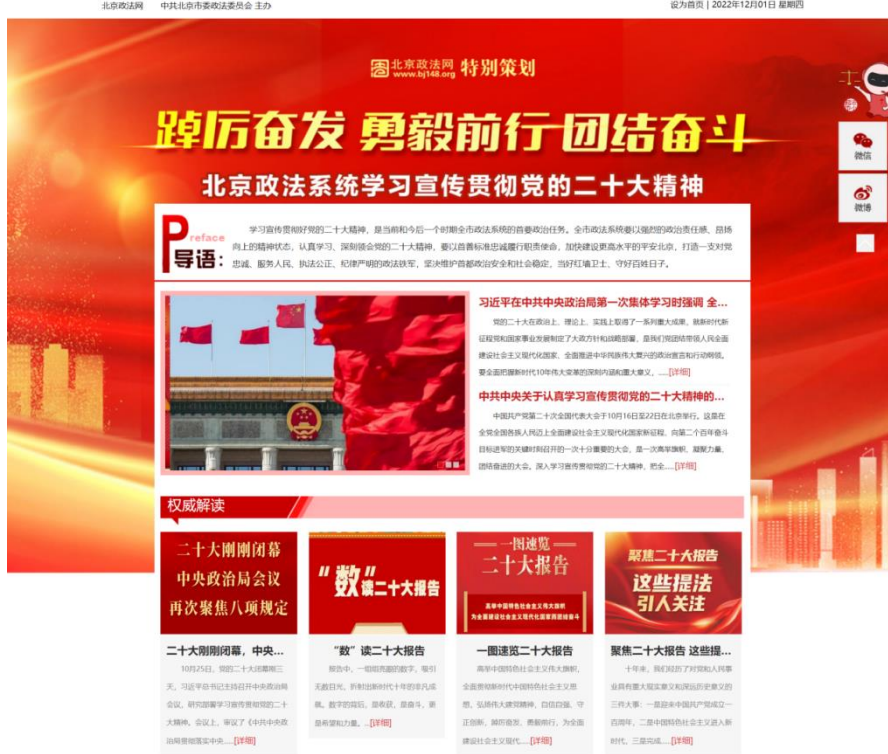 北京政法网 中共北京市委政法委员会 主办
设为首页 | 2022年12月01日 星期四
北京政法网 特别策划
www.bj148.org
踔厉奋发 勇毅前行 团结奋斗
北京政法系统学习宣传贯彻党的二十大精神
微信
微博
Preface
导语：
学习宣传贯彻好党的二十大精神，是当前和今后一个时期全市政法系统的首要政治任务。全市政法系统要以强烈的政治责任感、昂扬
向上的精神状态，认真学习、深刻领会党的二十大精神，要以首善标准忠诚履行职责使命，加快建设更高水平的平安北京，打造一支对党
忠诚、服务人民、执法公正、纪律严明的政法铁军，坚决维护首都政治安全和社会稳定，当好红墙卫士、守好百姓日子。
习近平在中共中央政治局第一次集体学习时强调 全...
党的二十大在政治上、理论上、实践上取得了一系列重大成果，就新时代新
征程党和国家事业发展制定了大政方针和战略部署，是我们党团结带领人民全面
建设社会主义现代化国家、全面推进中华民族伟大复兴的政治宣言和行动纲领。
要全面把握新时代10年伟大变革的深刻内涵和重大意义，......[详细]
中共中央关于认真学习宣传贯彻党的二十大精神的...
中国共产党第二十次全国代表大会于10月16日至22日在北京举行。这是在
全党全国各族人民迈上全面建设社会主义现代化国家新征程、向第二个百年奋斗
目标进军的关键时刻召开的一次十分重要的大会，是一次高举旗帜、凝聚力量、
团结奋进的大会。深入学习宣传贯彻党的二十大精神，把全......[详细]
权威解读
二十大刚刚闭幕
中央政治局会议
再次聚焦八项规定
“数”读二十大报告
一图速览
二十大报告
高举中国特色社会主义伟大旗帜
为全面建设社会主义现代化国家而团结奋斗
聚焦二十大报告
这些提法
引人关注
二十大刚刚闭幕，中央...
10月25日，党的二十大闭幕刚三
天，习近平总书记主持召开中央政治局
会议，研究部署学习宣传贯彻党的二十
大精神。会议上，审议了《中共中央政
治局贯彻落实中央......[详细]
“数” 读二十大报告
报告中，一组组亮眼的数字，吸引
无数目光，折射出新时代十年的非凡成
就。数字的背后，是收获，是奋斗，更
是希望和力量。...[详细]
一图速览二十大报告
高举中国特色社会主义伟大旗帜，
全面贯彻新时代中国特色社会主义思
想，弘扬伟大建党精神，自信自强、守
正创新，踔厉奋发、勇毅前行，为全面
建设社会主义现代......[详细]
聚焦二十大报告 这些提...
十年来，我们经历了对党和人民事
业具有重大现实意义和深远历史意义的
三件大事：一是迎来中国共产党成立一
百周年，二是中国特色社会主义进入新
时代，三是完成......[详细]